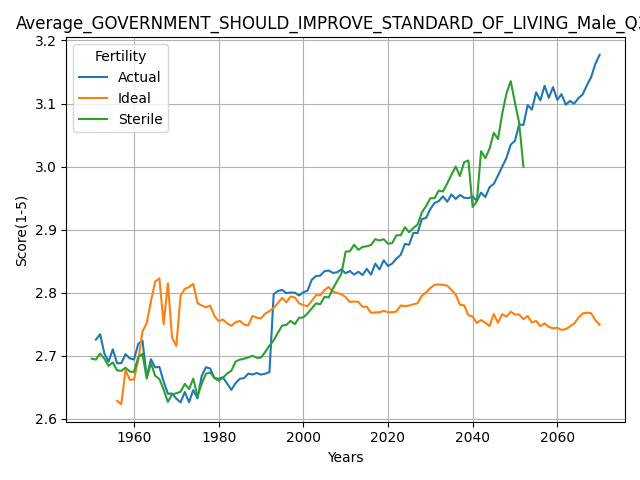 Average_GOVERNMENT_SHOULD_IMPROVE_STANDARD_OF_LIVING_Male_Q
3.2
3.1
3.0
2.9
2.8
2.7
2.6
Score(1-5)
Fertility
Actual
Ideal
Sterile
1960 1980 2000 2020 2040 2060
Years